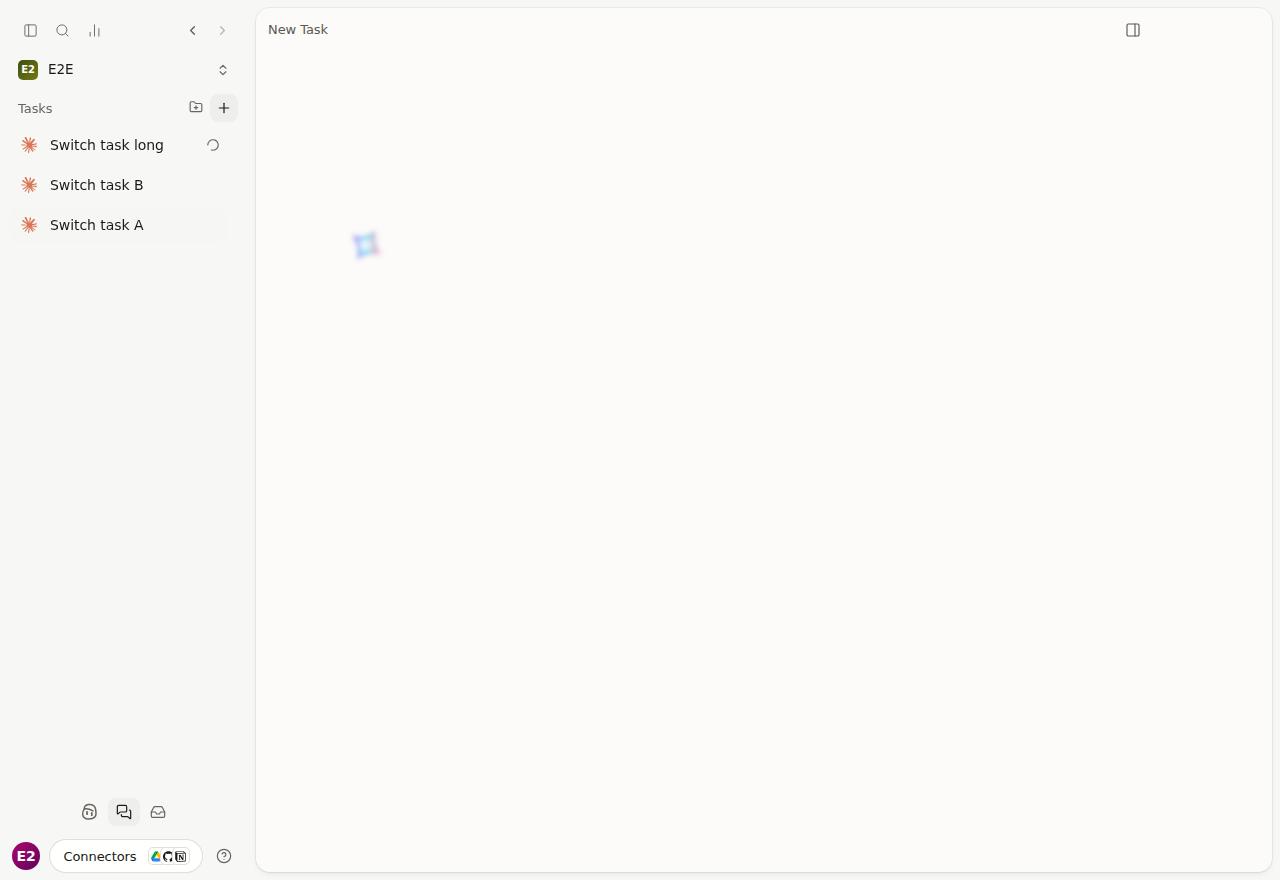 New Task
E2 E2E
Tasks
Switch task long
Switch task B
Switch task A
E2 Connectors